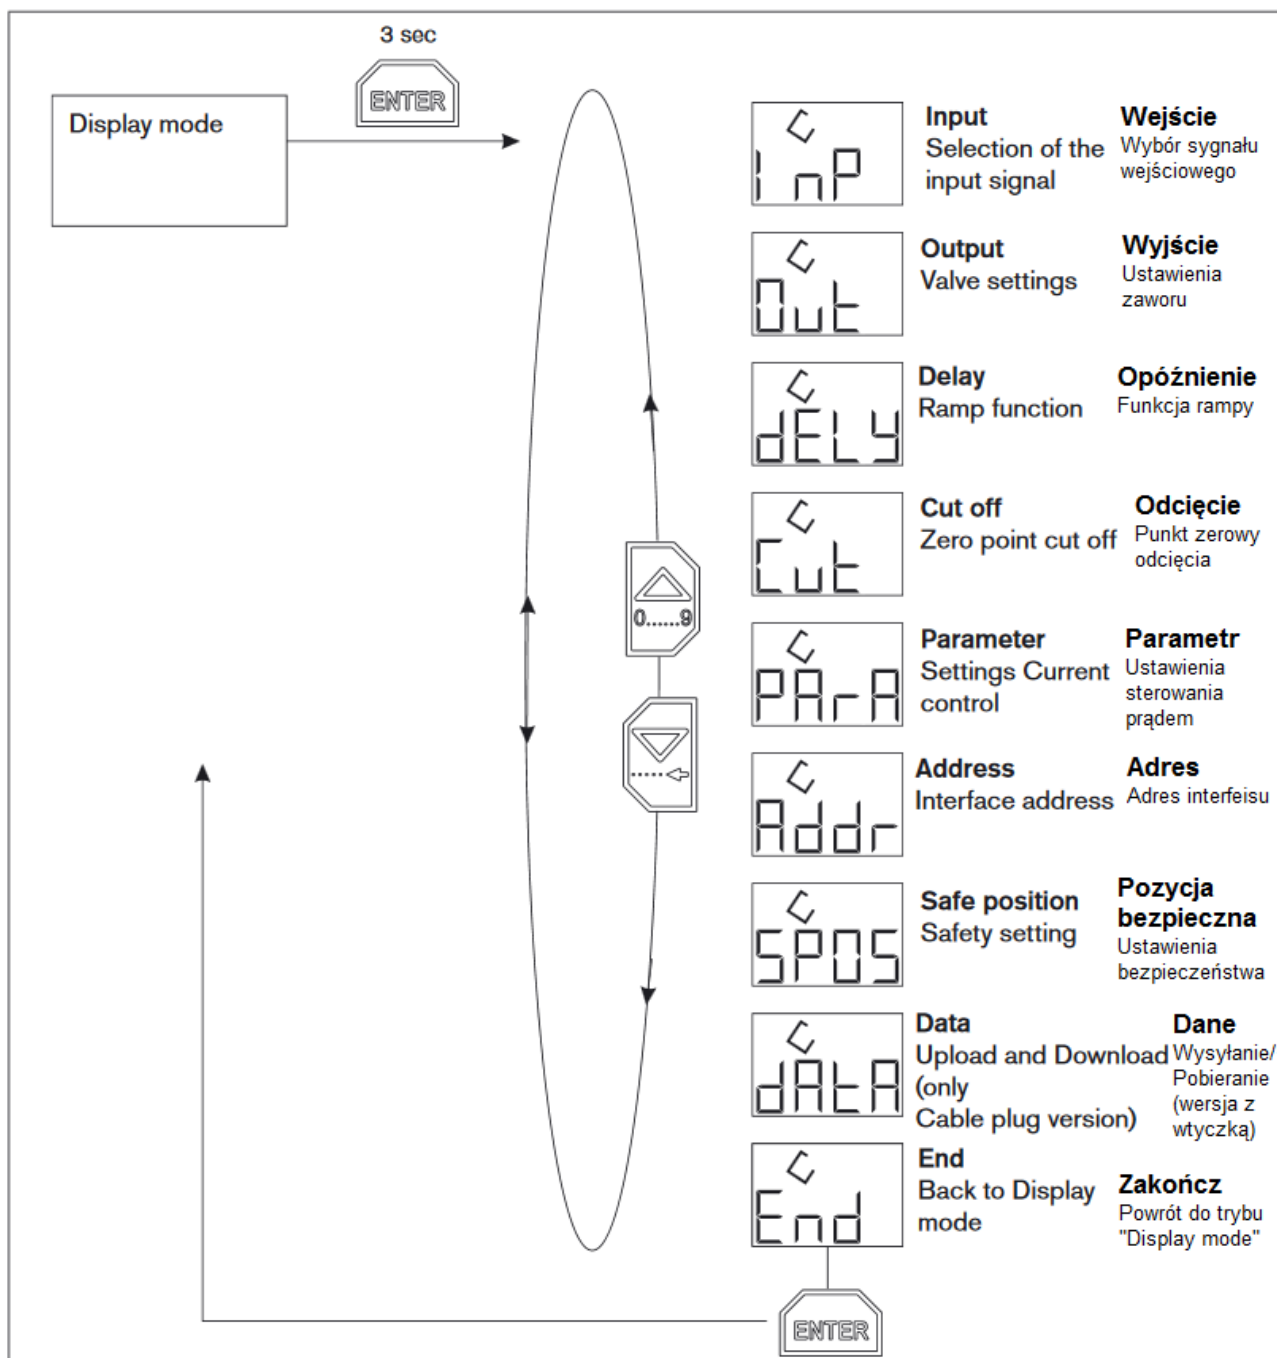 3 sec
ENTER
Display mode
InP
Input
Selection of the
input signal
Wejście
Wybór sygnału
wejściowego
Out
Output
Valve settings
Wyjście
Ustawienia
zaworu
dELY
Delay
Ramp function
Opóźnienie
Funkcja rampy
Cut
Cut off
Zero point cut off
Odcięcie
Punkt zerowy
odcięcia
0......9
PArA
Parameter
Settings Current
control
Parametr
Ustawienia
sterowania
prądem
Addr
Address
Interface address
Adres
Adres interfeisu
SPOS
Safe position
Safety setting
Pozycja
bezpieczna
Ustawienia
bezpieczeństwa
dAtA
Data
Upload and Download
(only
Cable plug version)
Dane
Wysyłanie/
Pobieranie
(wersja z
wtyczką)
End
End
Back to Display
mode
Zakończ
Powrót do trybu
"Display mode"
ENTER